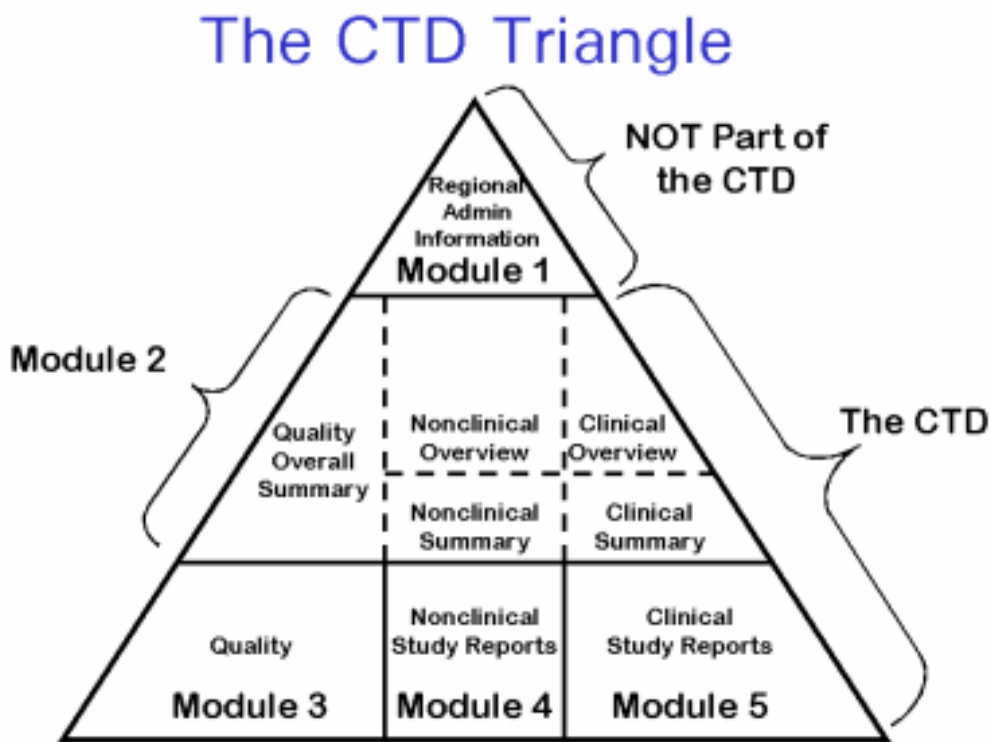 The CTD Triangle
NOT Part of
the CTD
Regional
Admin
Information
Module 1
Module 2
The CTD
Quality
Overall
Summary
Nonclinical
Overview
Clinical
Overview
Nonclinical
Summary
Clinical
Summary
Quality
Module 3
Nonclinical
Study Reports
Module 4
Clinical
Study Reports
Module 5